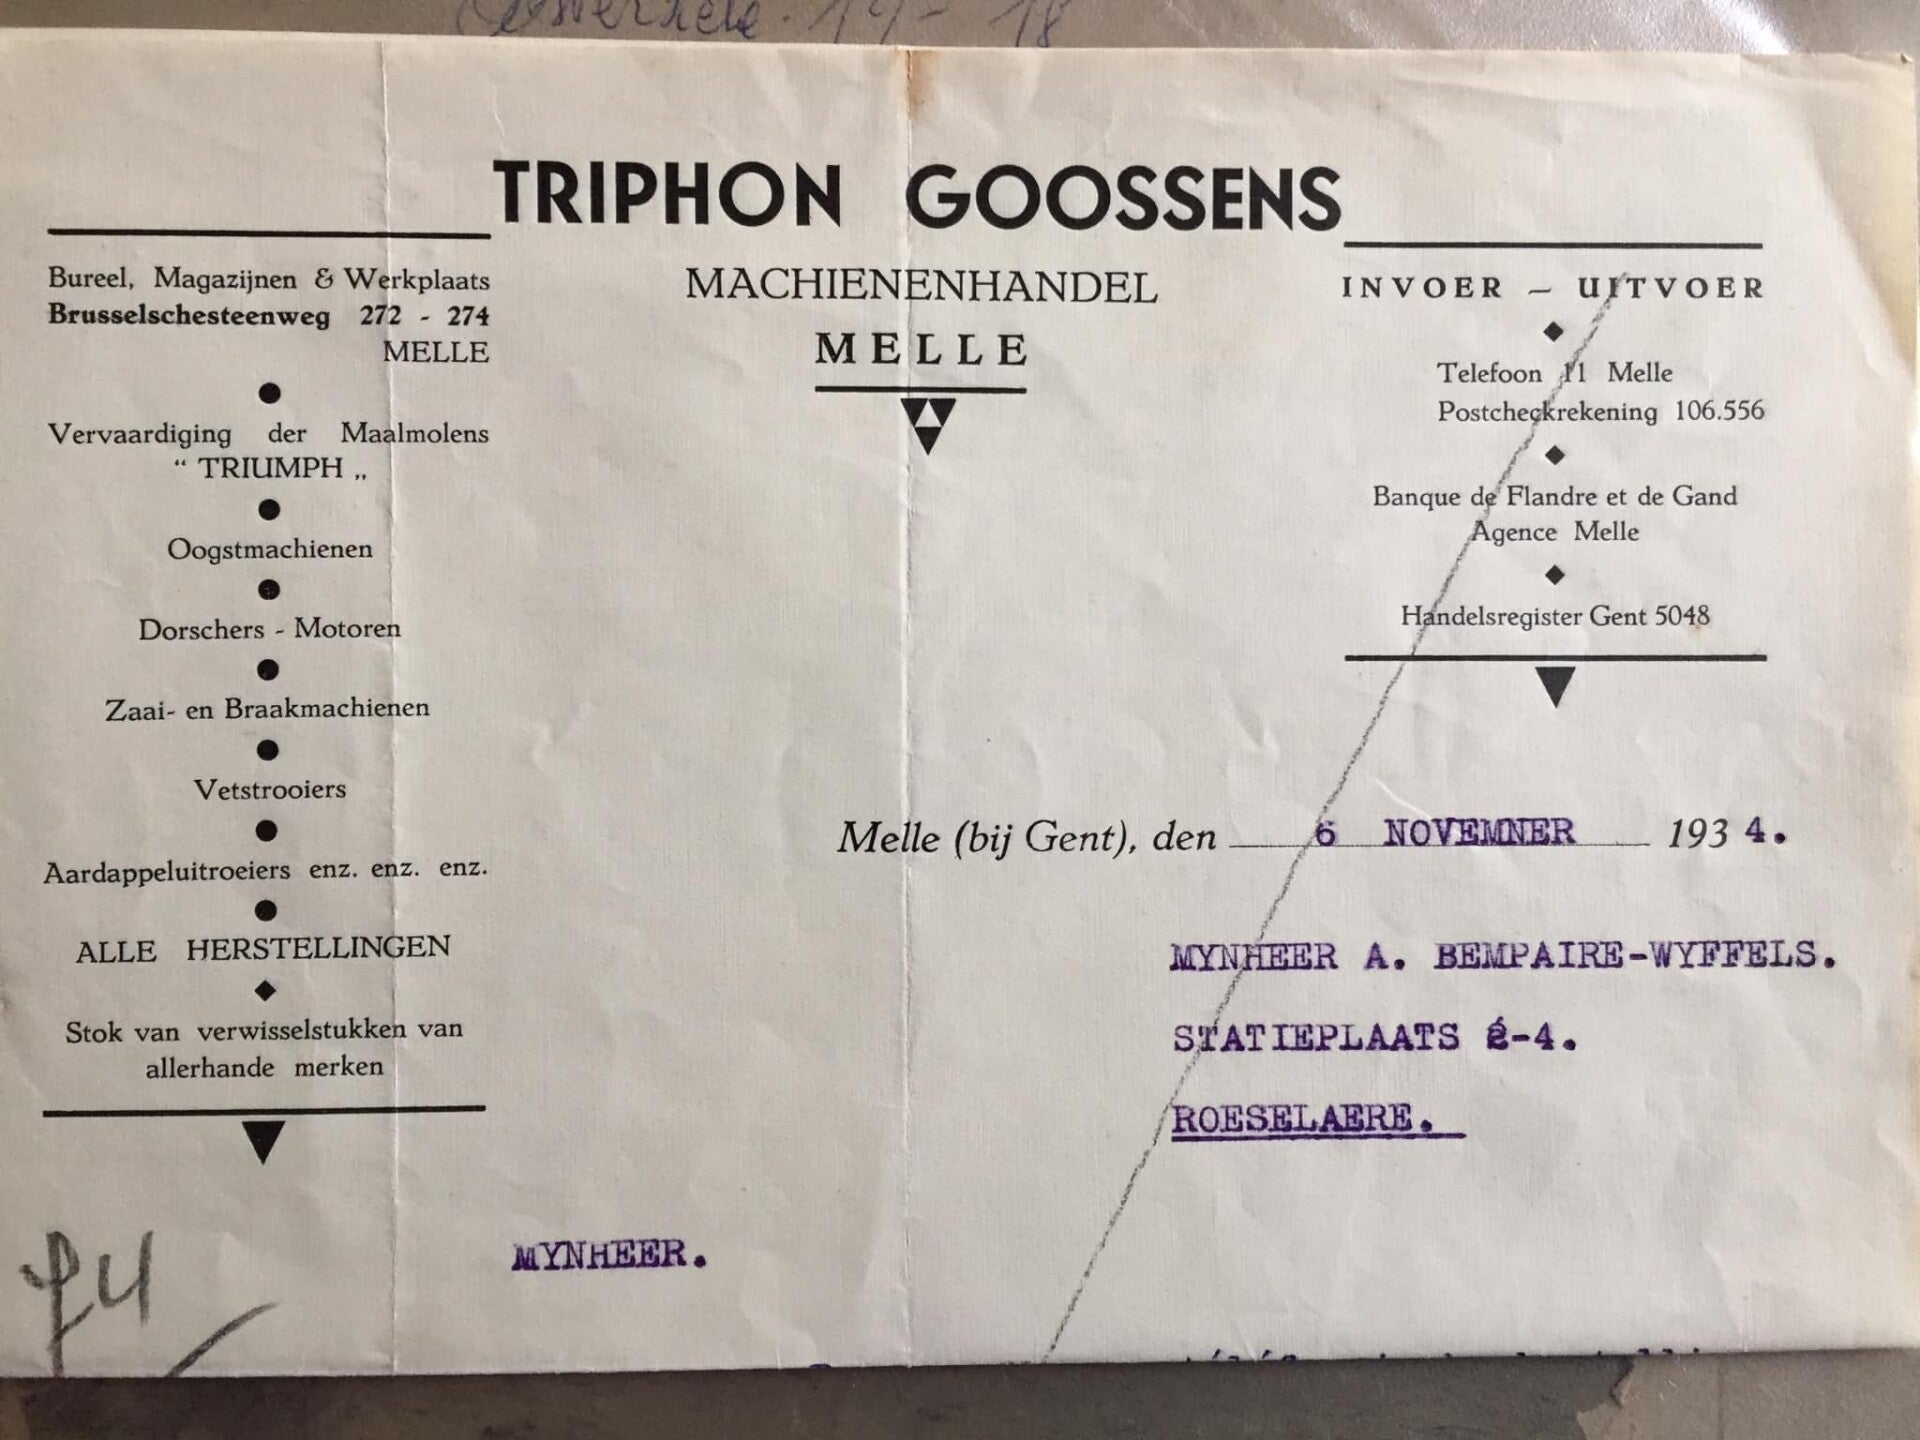 14-18
TRIPHON GOOSSENS
MACHIENENHANDEL
MELLE
Bureel, Magazijnen & Werkplaats
Brusselschesteenweg 272 - 274
MELLE
Vervaardiging der Maalmolens
“ TRIUMPH „
Oogstmachienen
Dorschers - Motoren
Zaai- en Braakmachienen
Vetstrooiers
Aardappeluitroeiers enz. enz. enz.
ALLE HERSTELLINGEN
Stok van verwisselstukken van
allerhande merken
INVOER — UITVOER
Telefoon 11 Melle
Postcheckrekening 106.556
Banque de Flandre et de Gand
Agence Melle
Handelsregister Gent 5048
Melle (bij Gent), den 6 NOVEMNER 1934.
MYNHEER A. BEMPAIRE-WYFFELS.
STATIEPLAATS 2-4.
ROESELAERE.
MYNHEER.